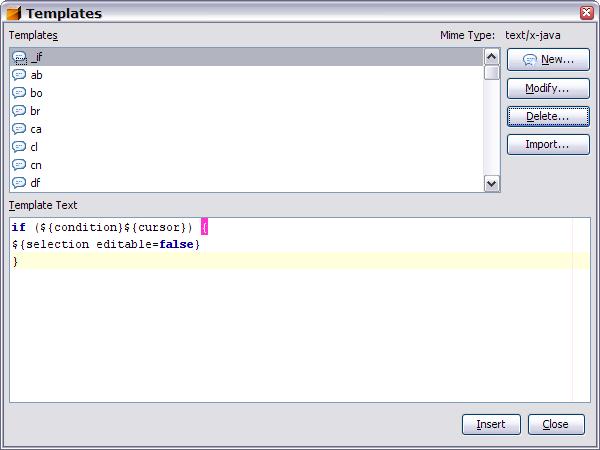 Templates
Templates Mime Type: text/x-java
_if
ab
bo
br
ca
cl
cn
df
New...
Modify...
Delete...
Import...
Template Text
if (${condition}${cursor}) {
${selection editable=false}
}
Insert Close